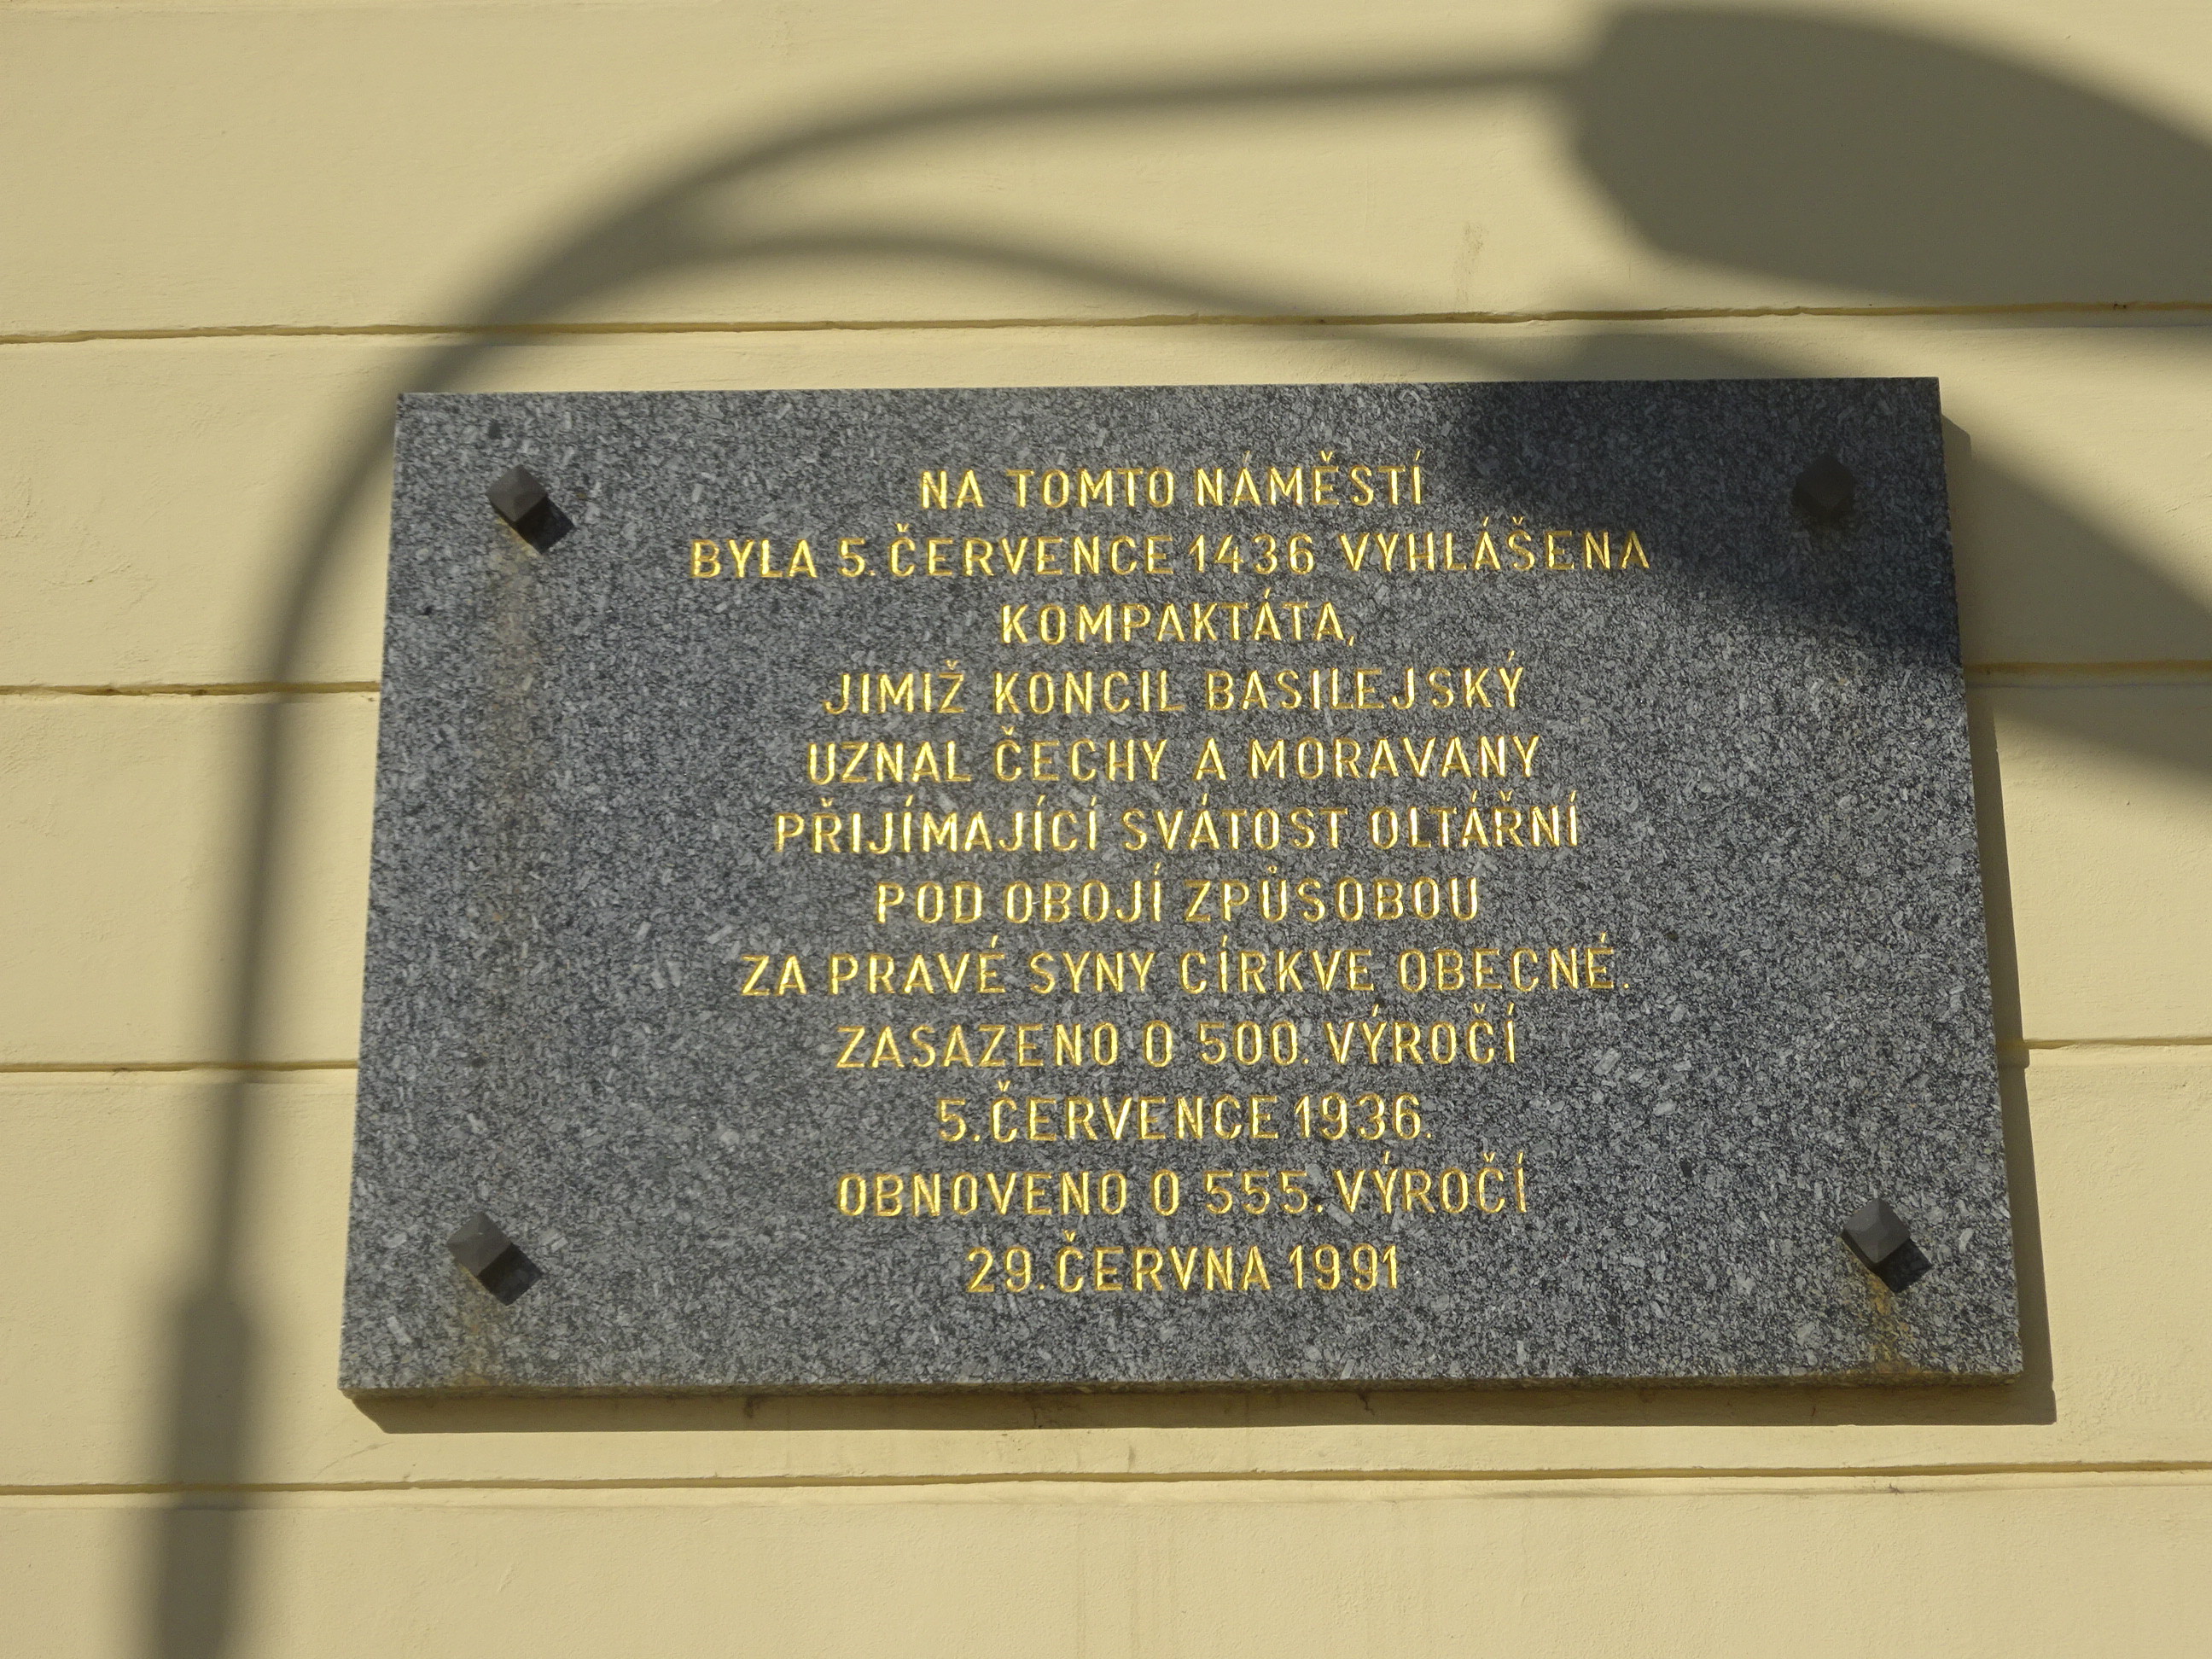 NA TOMTO NÁMĚSTÍ
BYLA 5. ČERVENCE 1436 VYHLÁŠENA
KOMPAKTÁTA,
JIMIŽ KONCIL BASILEJSKÝ
UZNAL ČECHY A MORAVANY
PŘIJÍMAJÍCÍ SVÁTOST OLTÁŘNÍ
POD OBOJÍ ZPŮSOBOU
ZA PRAVÉ SYNY CÍRKVE OBECNÉ.
ZASAZENO O 500. VÝROČÍ
5. ČERVENCE 1936.
OBNOVENO O 555. VÝROČÍ
29. ČERVNA 1991